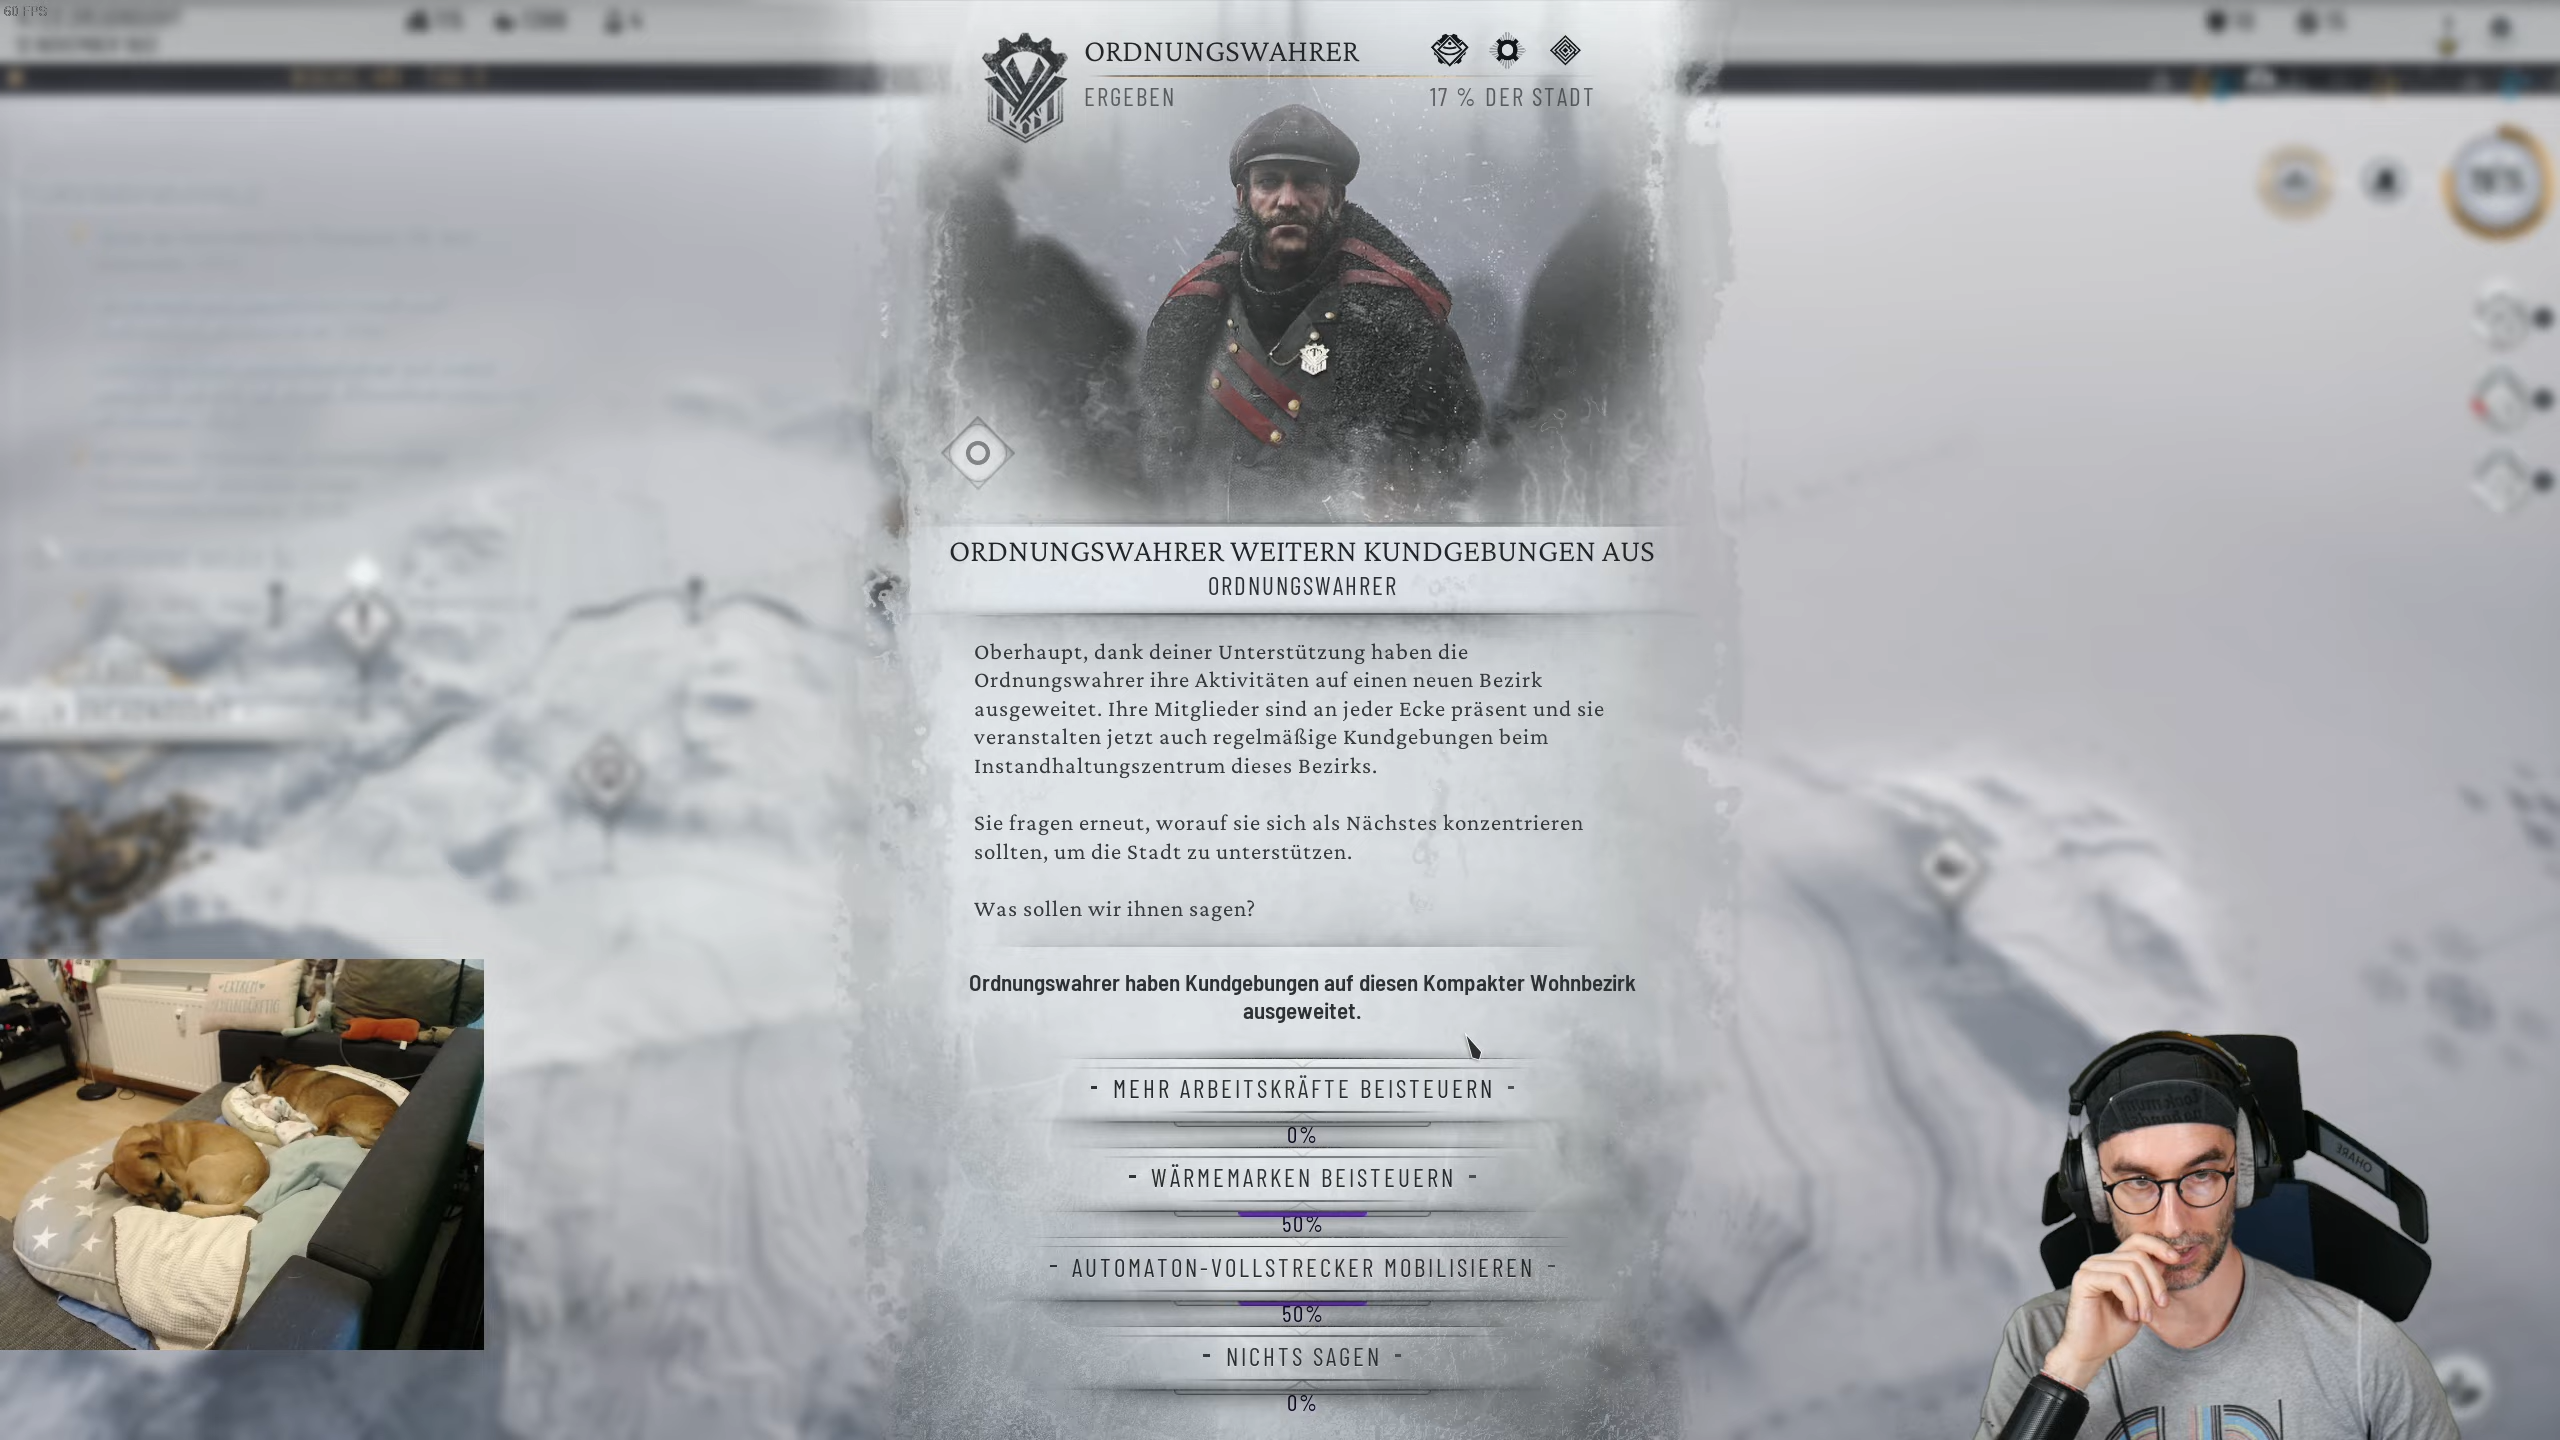 60 FPS
ORDNUNGSWAHRER
ERGEBEN
17 % DER STADT
ORDNUNGSWAHRER WEITERN KUNDGEBUNGEN AUS
ORDNUNGSWAHRER
Oberhaupt, dank deiner Unterstützung haben die
Ordnungswahrer ihre Aktivitäten auf einen neuen Bezirk
ausgeweitet. Ihre Mitglieder sind an jeder Ecke präsent und sie
veranstalten jetzt auch regelmäßige Kundgebungen beim
Instandhaltungszentrum dieses Bezirks.
Sie fragen erneut, worauf sie sich als Nächstes konzentrieren
sollten, um die Stadt zu unterstützen.
Was sollen wir ihnen sagen?
Ordnungswahrer haben Kundgebungen auf diesen Kompakter Wohnbezirk
ausgeweitet.
- MEHR ARBEITSKRÄFTE BEISTEUERN -
0%
- WÄRMEMARKEN BEISTEUERN -
50%
- AUTOMATON-VOLLSTRECKER MOBILISIEREN -
50%
- NICHTS SAGEN -
0%
EXTREM
OHARE